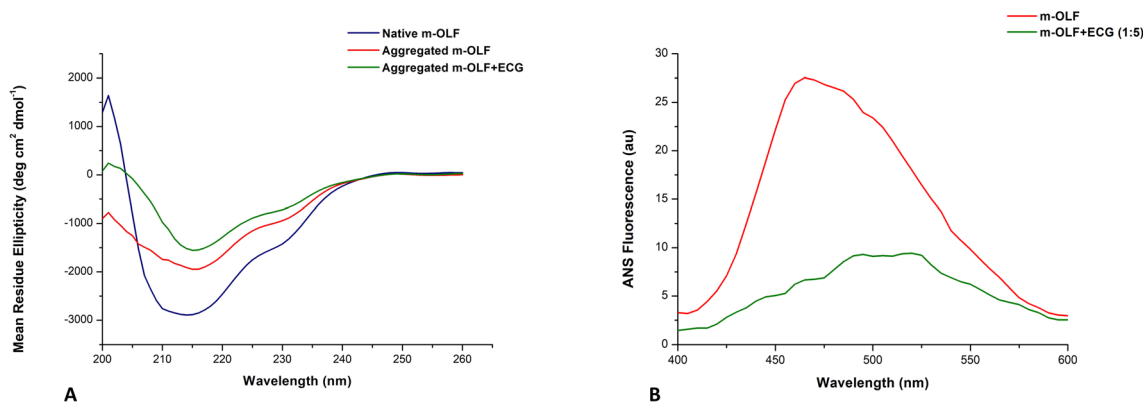 Native m-OLF
Aggregated m-OLF
Aggregated m-OLF+ECG
2000
1000
0
-1000
-2000
-3000
Mean Residue Ellipticity (deg cm² dmol⁻¹)
200 210 220 230 240 250 260
Wavelength (nm)
A
m-OLF
m-OLF+ECG (1:5)
30
25
20
15
10
5
0
ANS Fluorescence (au)
400 450 500 550 600
Wavelength (nm)
B